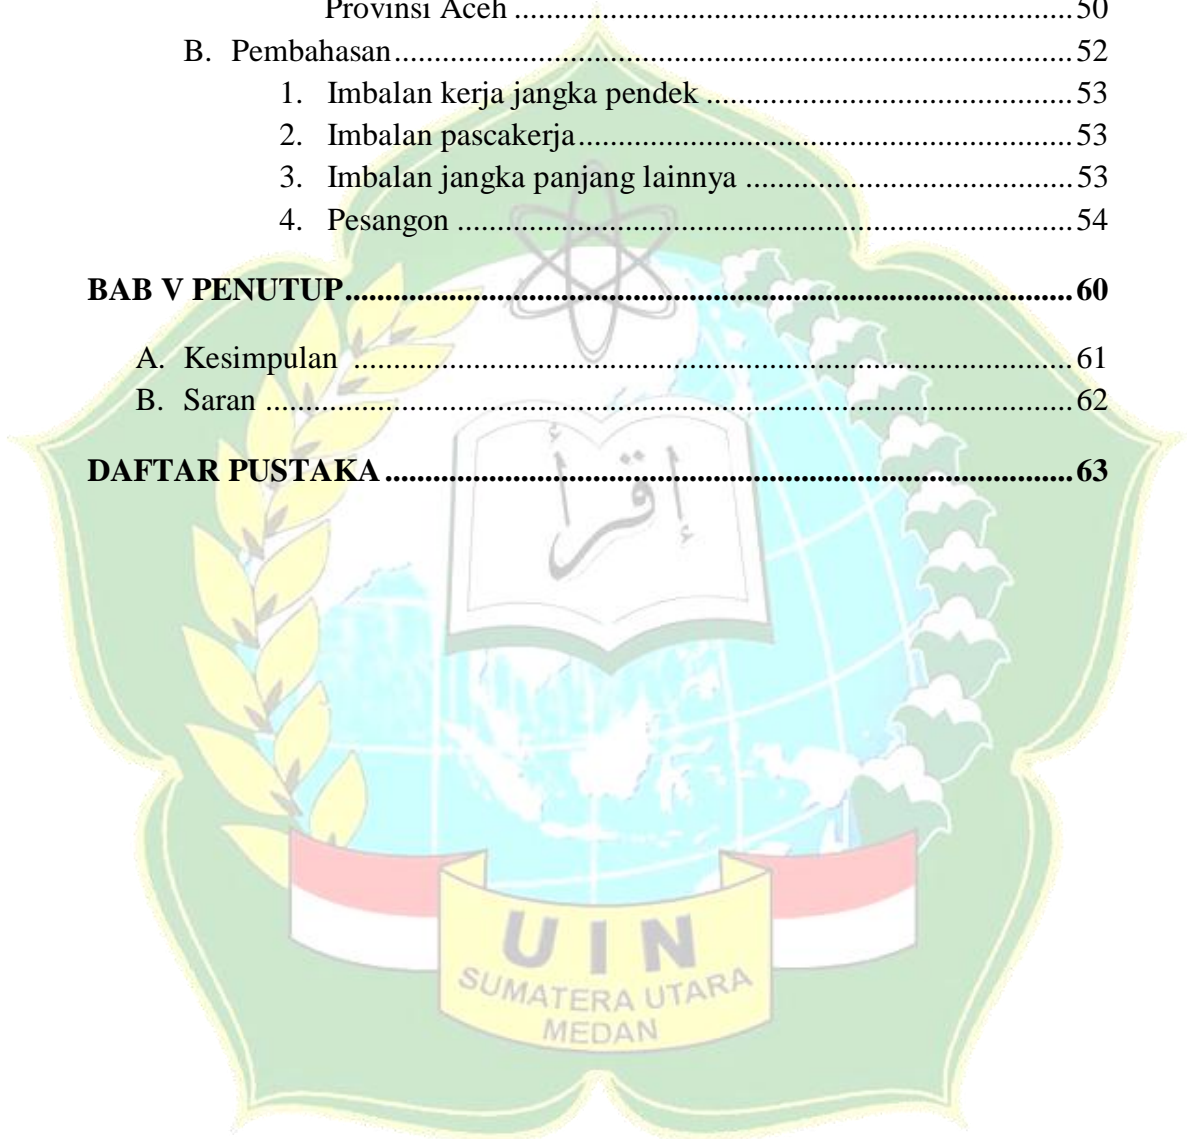 Provinsi Aceh ........................................................................ 50
B. Pembahasan ....................................................................................... 52
1. Imbalan kerja jangka pendek ............................................... 53
2. Imbalan pascakerja ............................................................... 53
3. Imbalan jangka panjang lainnya .......................................... 53
4. Pesangon ............................................................................... 54
BAB V PENUTUP ............................................................................................ 60
A. Kesimpulan ............................................................................................ 61
B. Saran ....................................................................................................... 62
DAFTAR PUSTAKA ........................................................................................ 63
إقرأ
UIN
SUMATERA UTARA
MEDAN